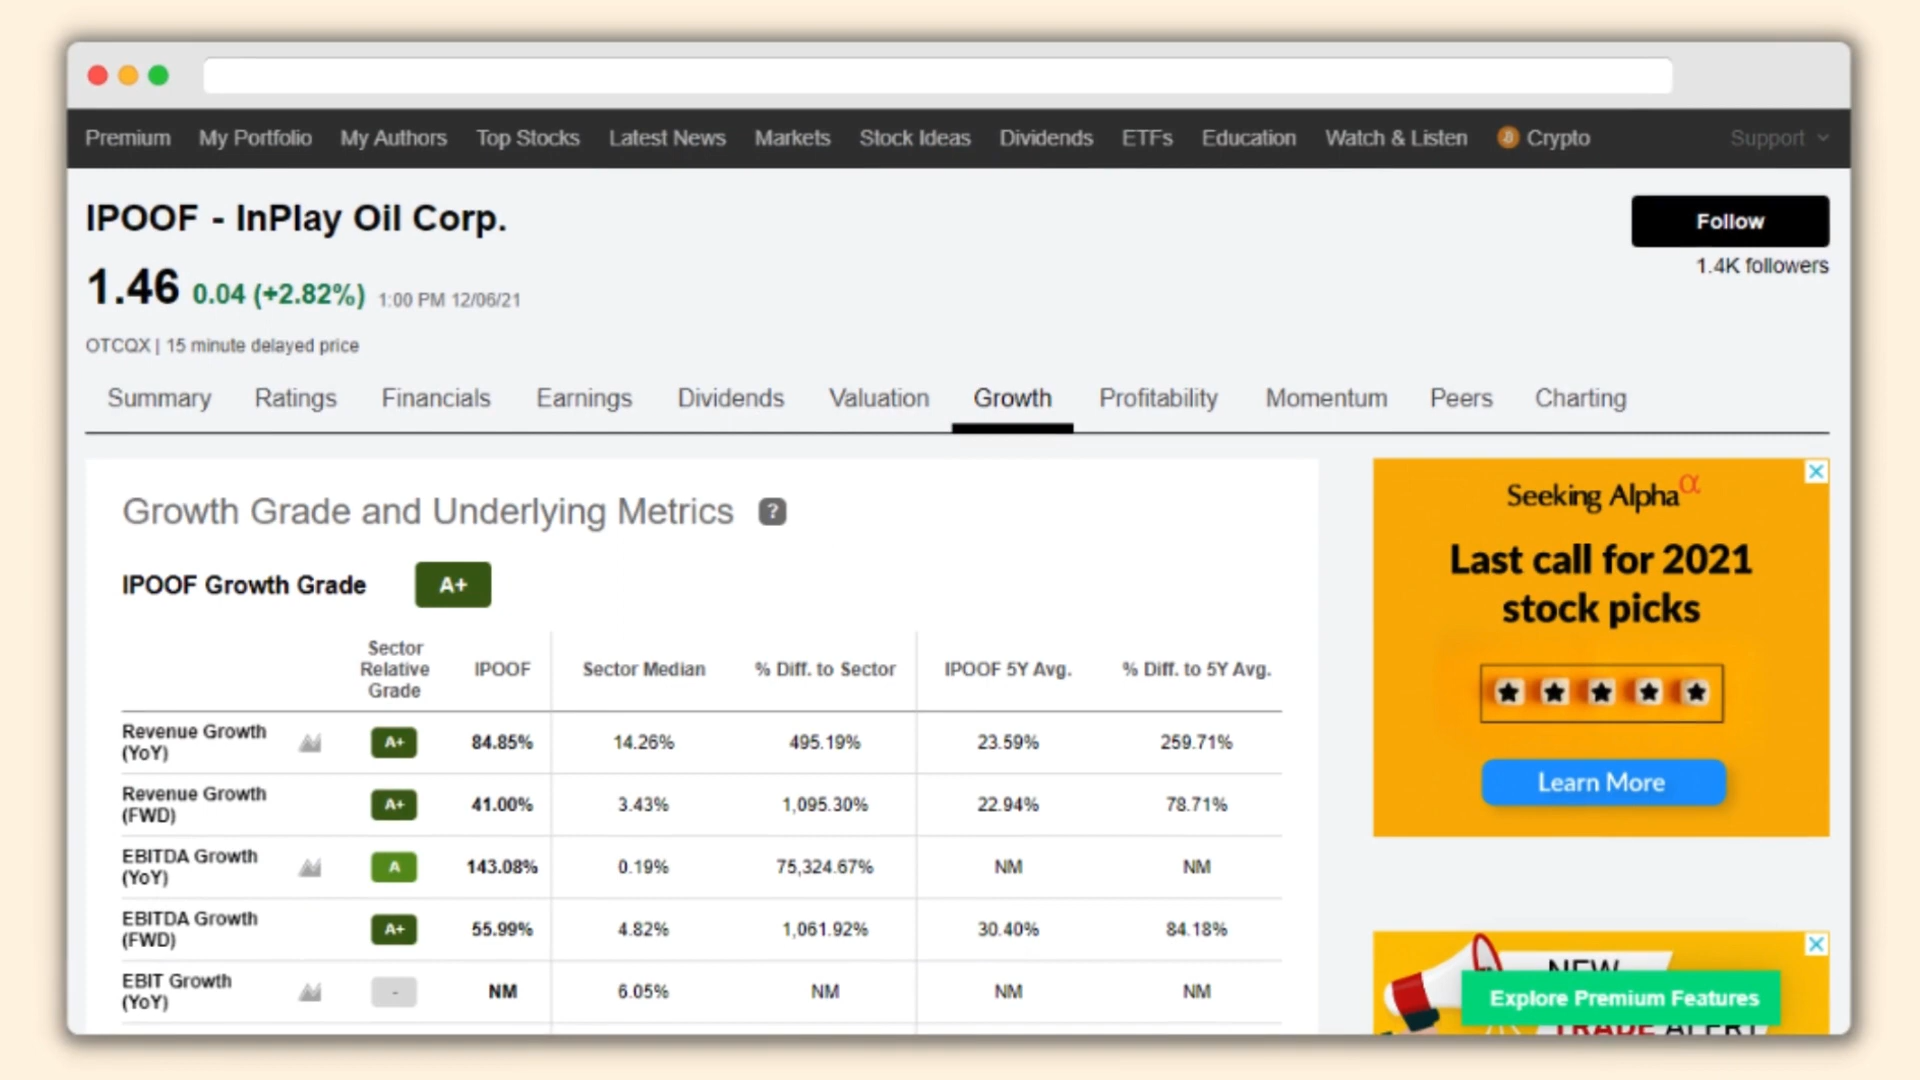 Premium My Portfolio My Authors Top Stocks Latest News Markets Stock Ideas Dividends ETFs Education Watch & Listen Crypto Support
IPOOF - InPlay Oil Corp.
Follow
1.4K followers
1.46 0.04 (+2.82%) 1:00 PM 12/06/21
OTCQX | 15 minute delayed price
Summary Ratings Financials Earnings Dividends Valuation Growth Profitability Momentum Peers Charting
Growth Grade and Underlying Metrics ?
IPOOF Growth Grade A+
Sector
Relative
Grade
IPOOF Sector Median % Diff. to Sector IPOOF 5Y Avg. % Diff. to 5Y Avg.
Revenue Growth
(YoY)
A+ 84.85% 14.26% 495.19% 23.59% 259.71%
Revenue Growth
(FWD)
A+ 41.00% 3.43% 1,095.30% 22.94% 78.71%
EBITDA Growth
(YoY)
A 143.08% 0.19% 75,324.67% NM NM
EBITDA Growth
(FWD)
A+ 55.99% 4.82% 1,061.92% 30.40% 84.18%
EBIT Growth
(YoY)
- NM 6.05% NM NM NM
Seeking Alpha α
Last call for 2021
stock picks
Learn More
NEW
Explore Premium Features
TRADE ALERT